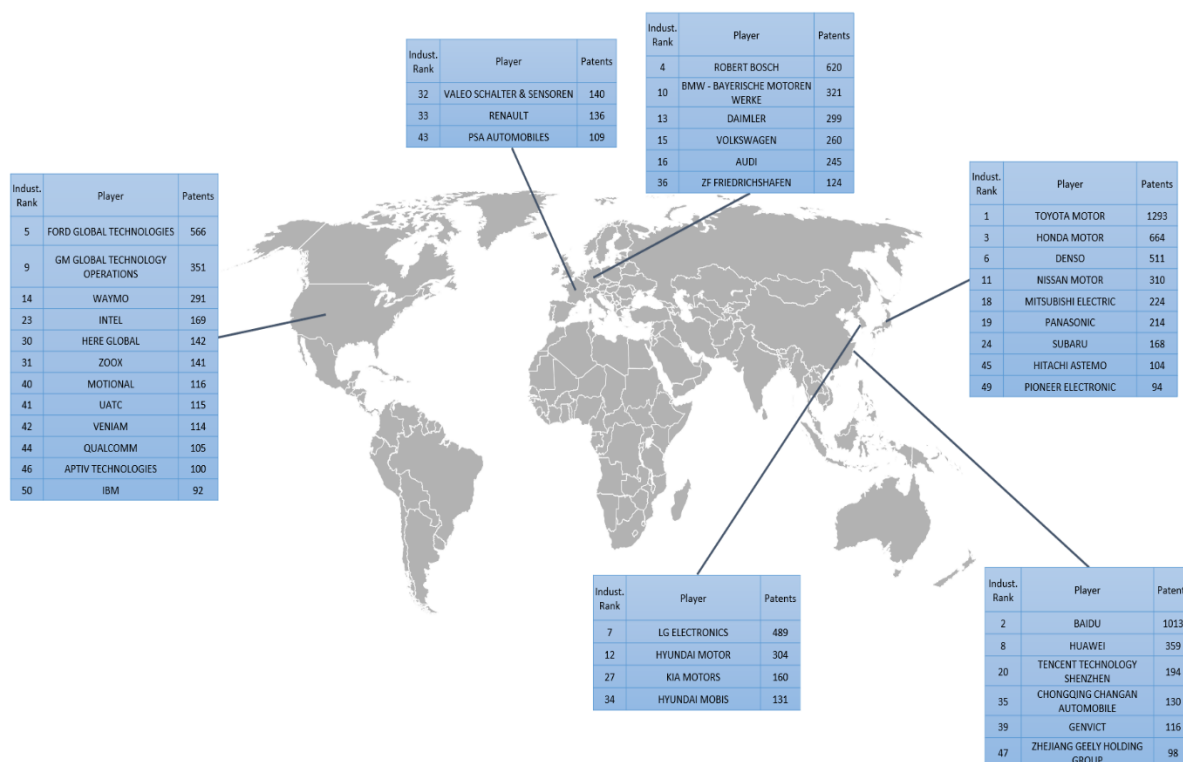 Indust. Rank Player Patents
32 VALEO SCHALTER & SENSOREN 140
33 RENAULT 136
43 PSA AUTOMOBILES 109
Indust. Rank Player Patents
4 ROBERT BOSCH 620
10 BMW - BAYERISCHE MOTOREN WERKE 321
13 DAIMLER 299
15 VOLKSWAGEN 260
16 AUDI 245
36 ZF FRIEDRICHSHAFEN 124
Indust. Rank Player Patents
5 FORD GLOBAL TECHNOLOGIES 566
9 GM GLOBAL TECHNOLOGY OPERATIONS 351
14 WAYMO 291
23 INTEL 169
30 HERE GLOBAL 142
31 ZOOX 141
40 MOTIONAL 116
41 UATC 115
42 VENIAM 114
44 QUALCOMM 105
46 APTIV TECHNOLOGIES 100
50 IBM 92
Indust. Rank Player Patents
1 TOYOTA MOTOR 1293
3 HONDA MOTOR 664
6 DENSO 511
11 NISSAN MOTOR 310
18 MITSUBISHI ELECTRIC 224
19 PANASONIC 214
24 SUBARU 168
45 HITACHI ASTEMO 104
49 PIONEER ELECTRONIC 94
Indust. Rank Player Patents
7 LG ELECTRONICS 489
12 HYUNDAI MOTOR 304
27 KIA MOTORS 160
34 HYUNDAI MOBIS 131
Indust. Rank Player Patent
2 BAIDU 1013
8 HUAWEI 359
20 TENCENT TECHNOLOGY SHENZHEN 194
35 CHONGQING CHANGAN AUTOMOBILE 130
39 GENVICT 116
47 ZHEJIANG GEELY HOLDING GROUP 98